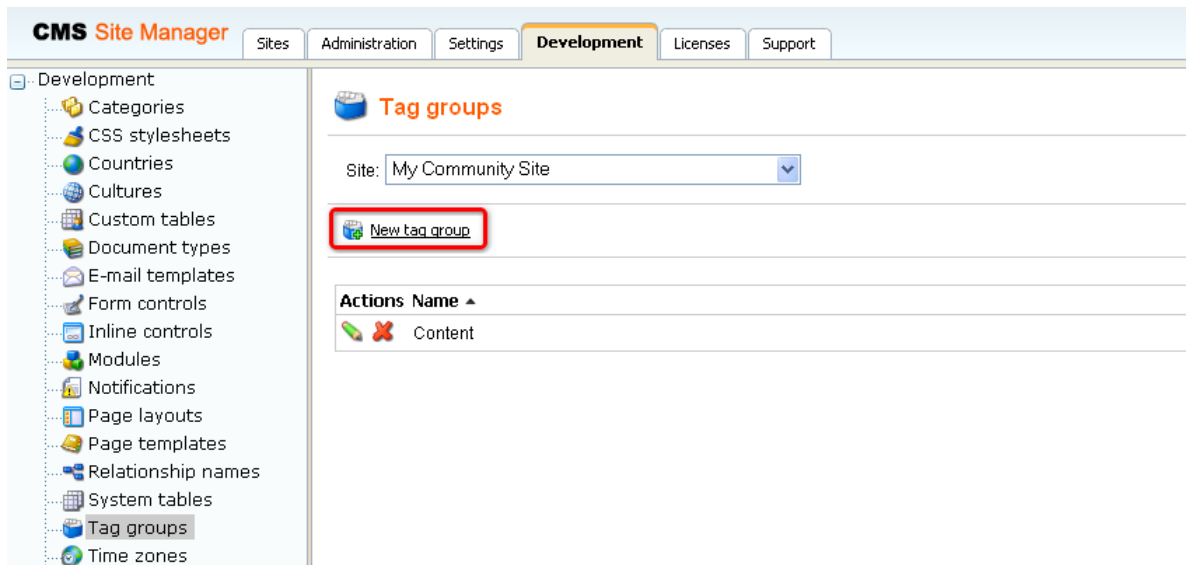 CMS Site Manager
Sites
Administration
Settings
Development
Licenses
Support
Development
Categories
CSS stylesheets
Countries
Cultures
Custom tables
Document types
E-mail templates
Form controls
Inline controls
Modules
Notifications
Page layouts
Page templates
Relationship names
System tables
Tag groups
Time zones
Tag groups
Site: My Community Site
New tag group
Actions Name
Content